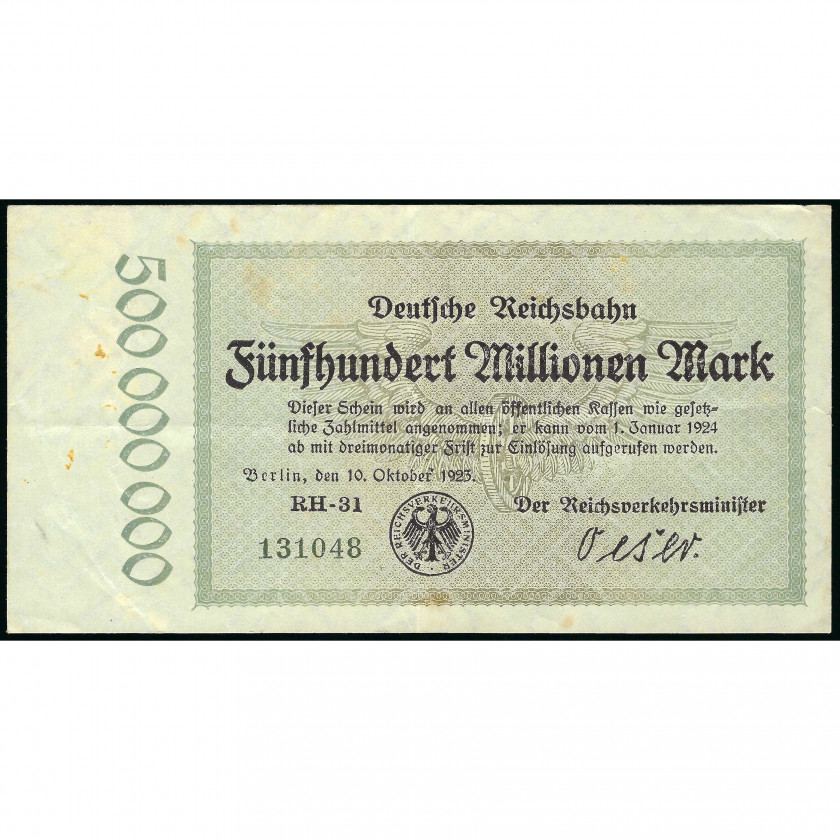 500000000
Deutsche Reichsbahn
Fünfhundert Millionen Mark
Dieser Schein wird an allen öffentlichen Kassen wie gesetz-
liche Zahlmittel angenommen; er kann vom 1. Januar 1924
ab mit dreimonatiger Frist zur Einlösung aufgerufen werden.
Berlin, den 10. Oktober 1923.
RH-31
Der Reichsverkehrsminister
131048
DER REICHSVERKEHRSMINISTER
Oeser.